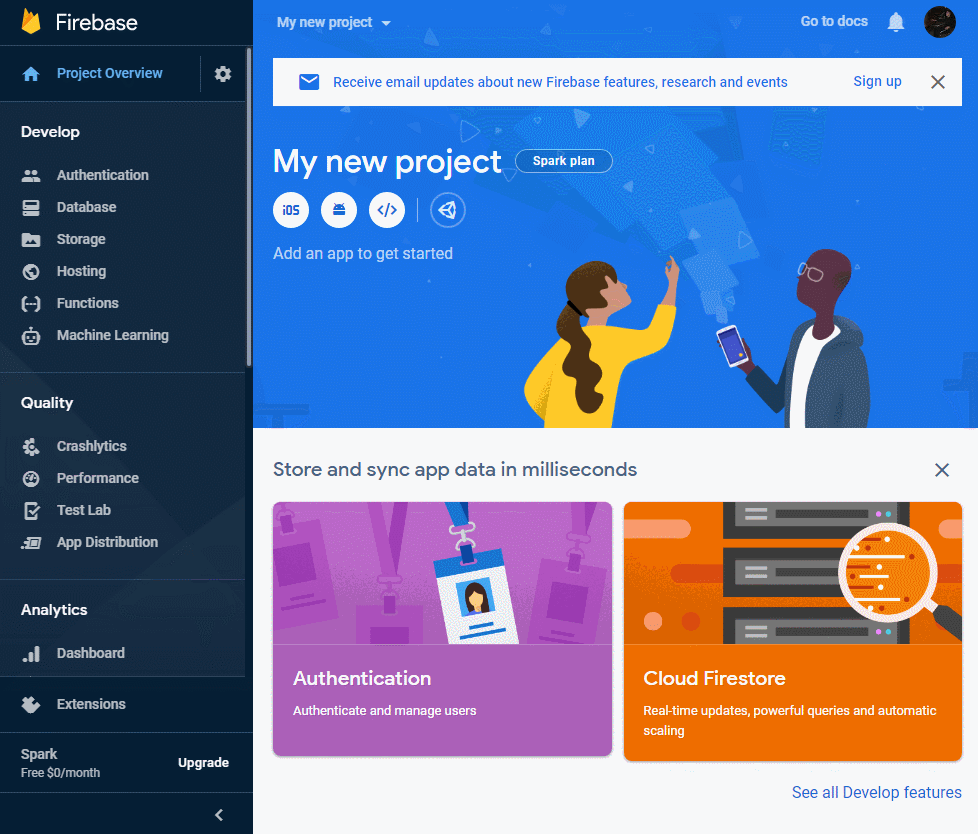 Firebase
Project Overview
Develop
Authentication
Database
Storage
Hosting
Functions
Machine Learning
Quality
Crashlytics
Performance
Test Lab
App Distribution
Analytics
Dashboard
Extensions
Spark
Free $0/month
Upgrade
My new project
Go to docs
Receive email updates about new Firebase features, research and events
Sign up
My new project
Spark plan
iOS
</>
Add an app to get started
Store and sync app data in milliseconds
Authentication
Authenticate and manage users
Cloud Firestore
Real-time updates, powerful queries and automatic
scaling
See all Develop features